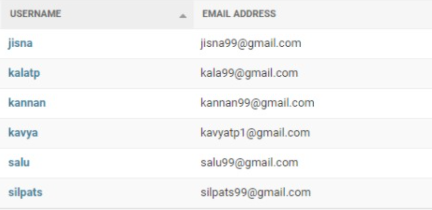 USERNAME EMAIL ADDRESS
jisna jisna99@gmail.com
kalatp kala99@gmail.com
kannan kannan99@gmail.com
kavya kavyatp1@gmail.com
salu salu99@gmail.com
silpats silpats99@gmail.com